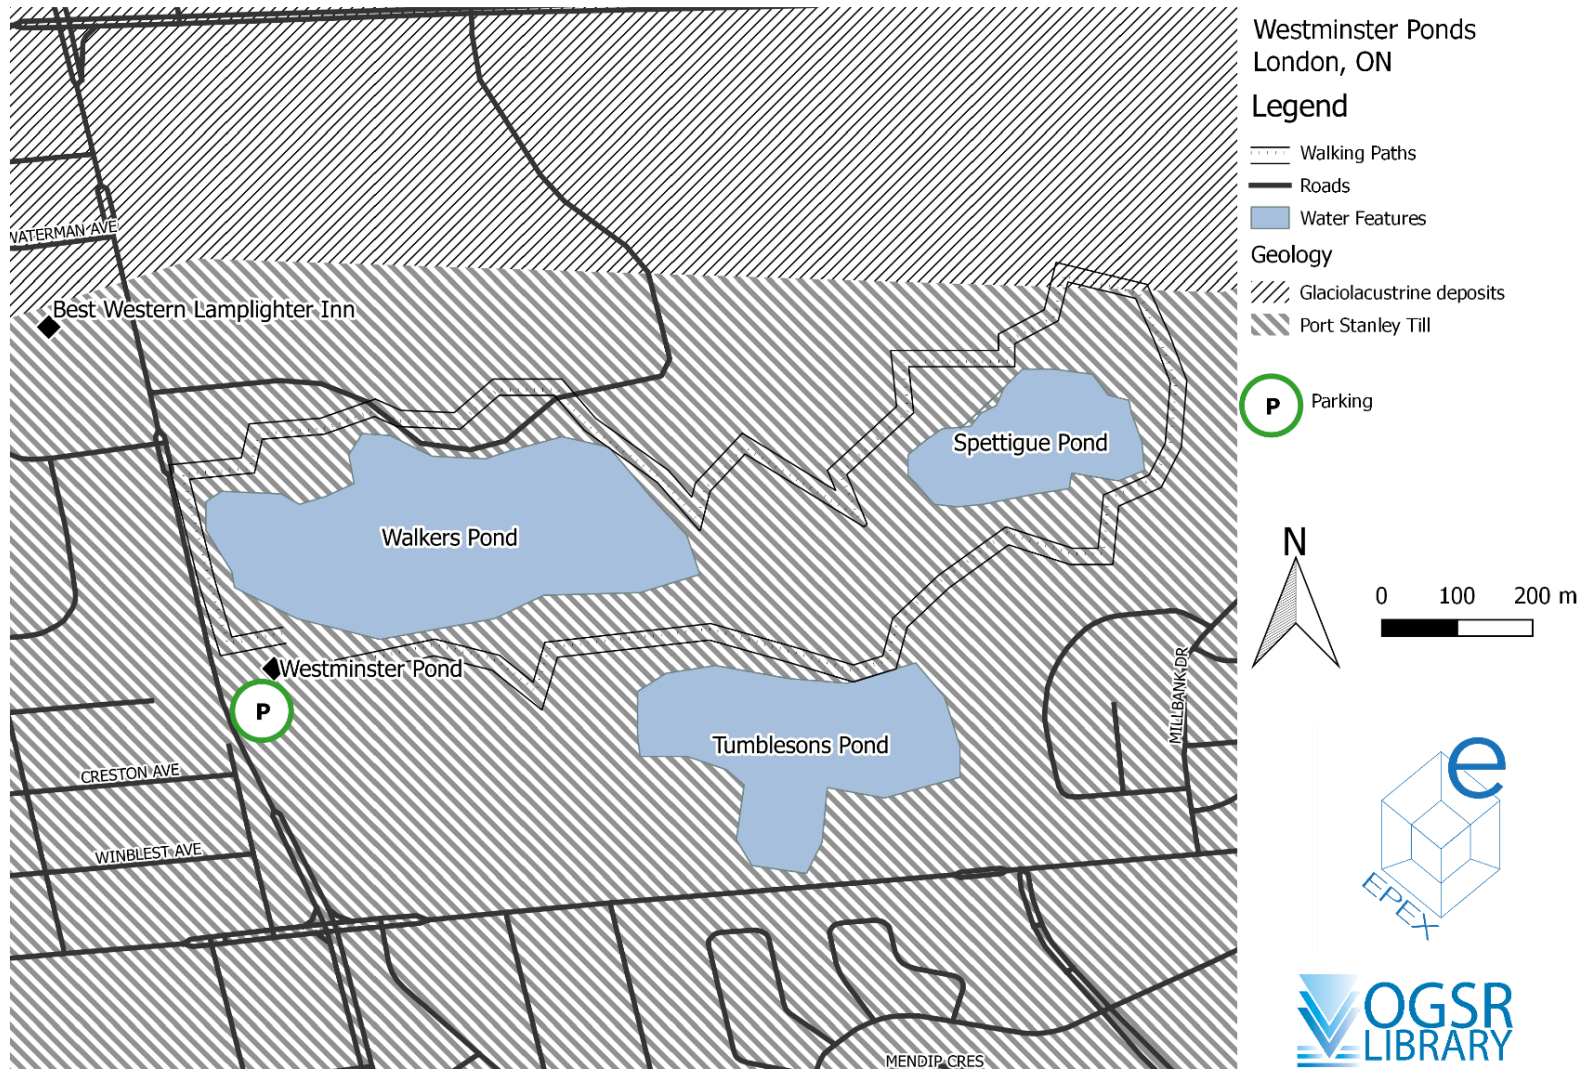 Westminster Ponds
London, ON
Legend
Walking Paths
Roads
Water Features
Geology
Glaciolacustrine deposits
Port Stanley Till
P Parking
WATERMAN AVE
Best Western Lamplighter Inn
Spettigue Pond
Walkers Pond
N
0 100 200 m
Westminster Pond
P
MILLBANK DR
Tumblesons Pond
CRESTON AVE
WINBLEST AVE
MENDIP CRES
e
EPEX
OGSR
LIBRARY